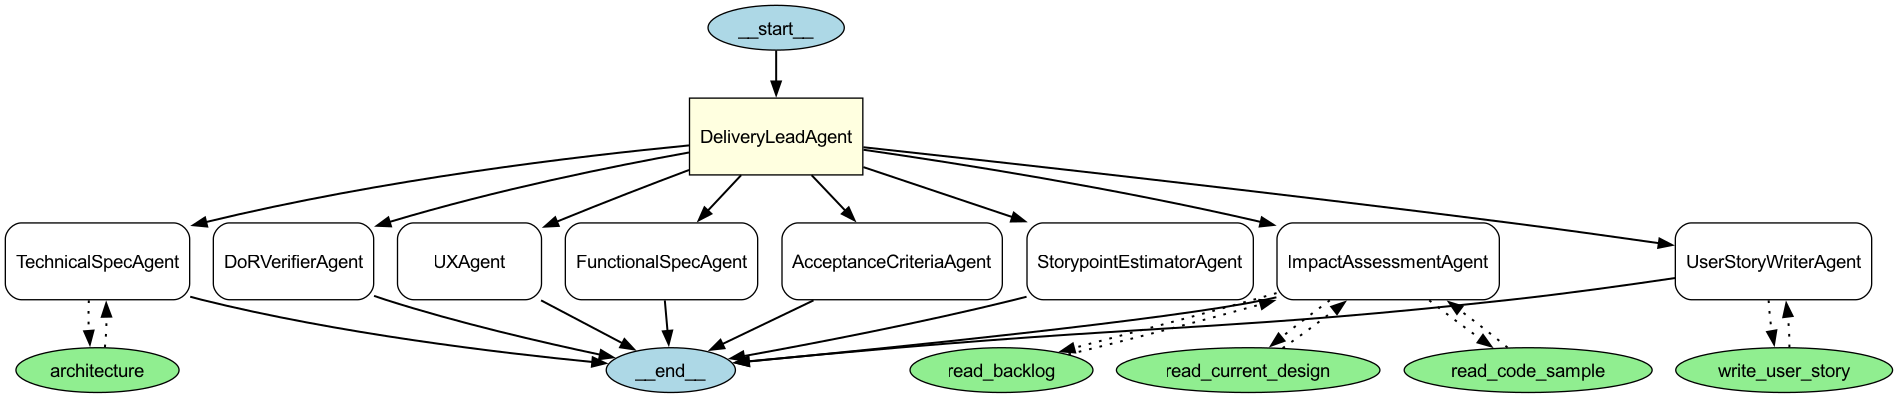 __start__
DeliveryLeadAgent
TechnicalSpecAgent
DoRVerifierAgent
UXAgent
FunctionalSpecAgent
AcceptanceCriteriaAgent
StorypointEstimatorAgent
ImpactAssessmentAgent
UserStoryWriterAgent
architecture
__end__
read_backlog
read_current_design
read_code_sample
write_user_story